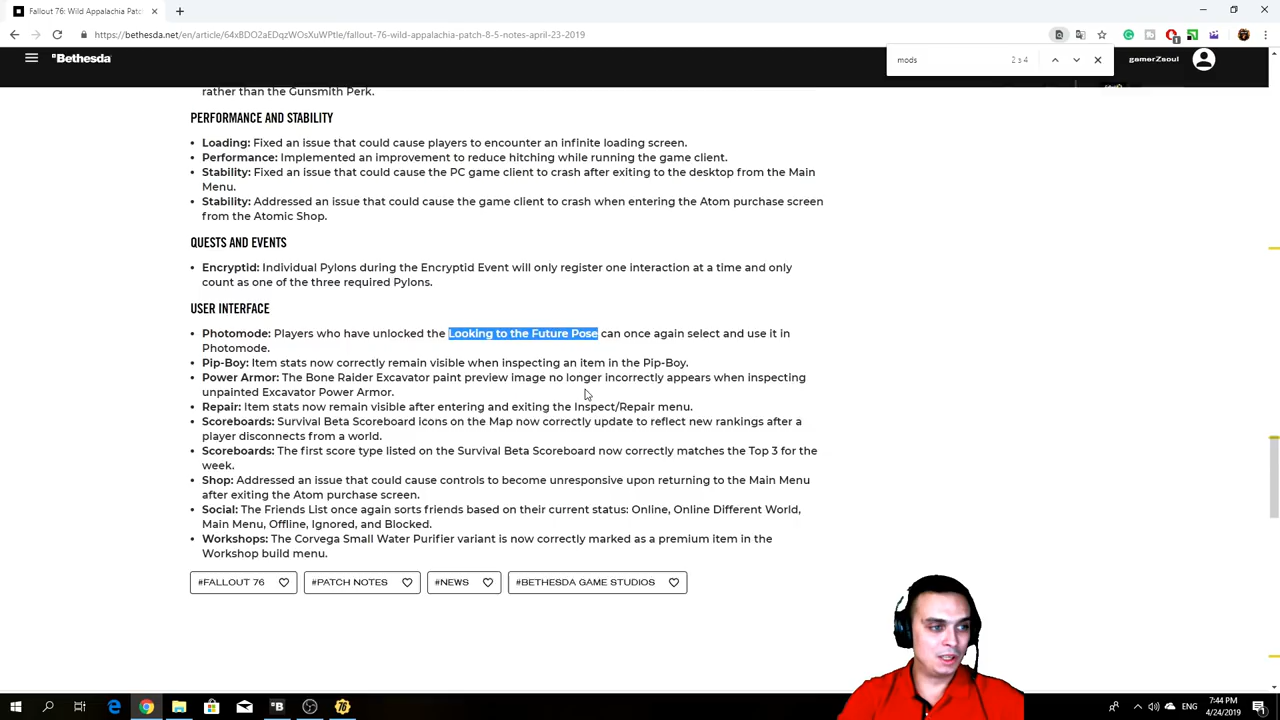 Fallout 76: Wild Appalachia Patc
https://bethesda.net/en/article/64xBDO2aEDqzWOsXuWPtIe/fallout-76-wild-appalachia-patch-8-5-notes-april-23-2019
mods
2 з 4
Bethesda
gamerZsoul
rather than the Gunsmith Perk.
PERFORMANCE AND STABILITY
• Loading: Fixed an issue that could cause players to encounter an infinite loading screen.
• Performance: Implemented an improvement to reduce hitching while running the game client.
• Stability: Fixed an issue that could cause the PC game client to crash after exiting to the desktop from the Main
Menu.
• Stability: Addressed an issue that could cause the game client to crash when entering the Atom purchase screen
from the Atomic Shop.
QUESTS AND EVENTS
• Encryptid: Individual Pylons during the Encryptid Event will only register one interaction at a time and only
count as one of the three required Pylons.
USER INTERFACE
• Photomode: Players who have unlocked the Looking to the Future Pose can once again select and use it in
Photomode.
• Pip-Boy: Item stats now correctly remain visible when inspecting an item in the Pip-Boy.
• Power Armor: The Bone Raider Excavator paint preview image no longer incorrectly appears when inspecting
unpainted Excavator Power Armor.
• Repair: Item stats now remain visible after entering and exiting the Inspect/Repair menu.
• Scoreboards: Survival Beta Scoreboard icons on the Map now correctly update to reflect new rankings after a
player disconnects from a world.
• Scoreboards: The first score type listed on the Survival Beta Scoreboard now correctly matches the Top 3 for the
week.
• Shop: Addressed an issue that could cause controls to become unresponsive upon returning to the Main Menu
after exiting the Atom purchase screen.
• Social: The Friends List once again sorts friends based on their current status: Online, Online Different World,
Main Menu, Offline, Ignored, and Blocked.
• Workshops: The Corvega Small Water Purifier variant is now correctly marked as a premium item in the
Workshop build menu.
#FALLOUT 76
#PATCH NOTES
#NEWS
#BETHESDA GAME STUDIOS
ENG
7:44 PM
4/24/2019